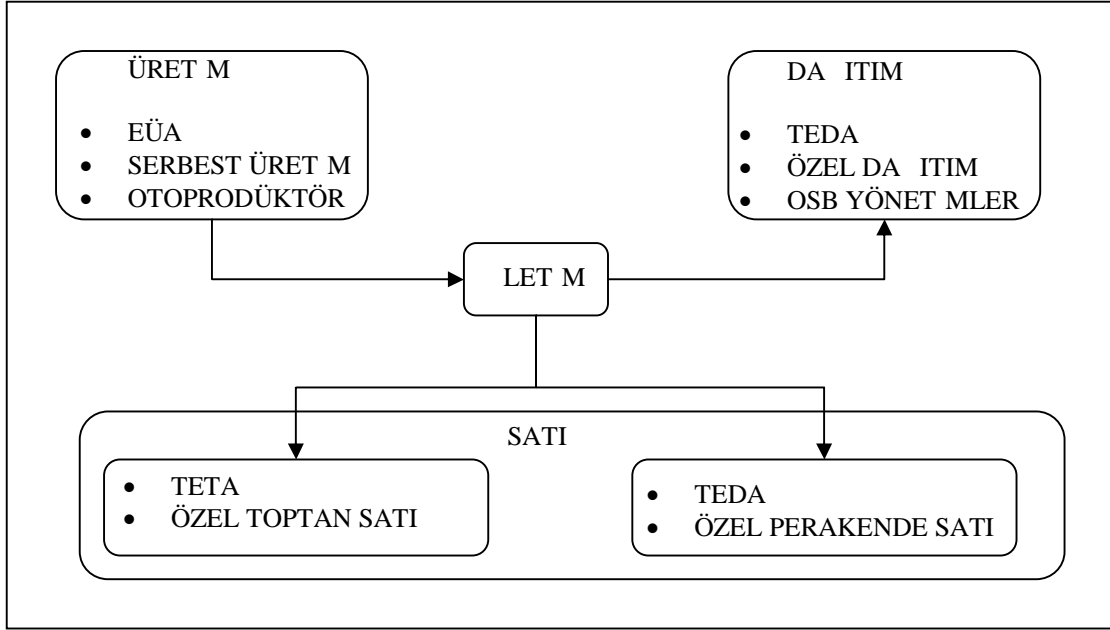 ÜRET M
• EÜA
• SERBEST ÜRET M
• OTOPRODÜKTÖR
DA ITIM
• TEDA
• ÖZEL DA ITIM
• OSB YÖNET MLER
LET M
SATI
• TETA
• ÖZEL TOPTAN SATI
• TEDA
• ÖZEL PERAKENDE SATI